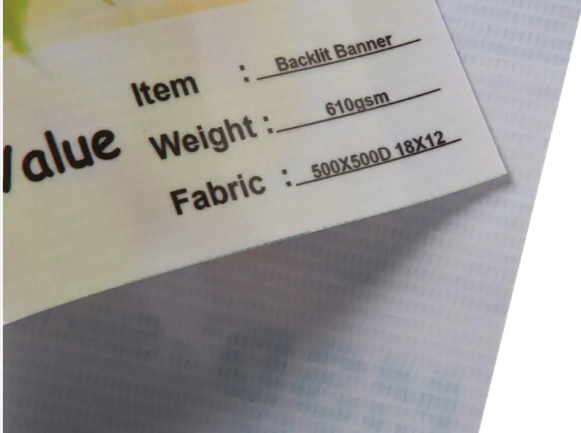 Item : Backlit Banner
Value
Weight : 610gsm
Fabric : 500X500D 18X12